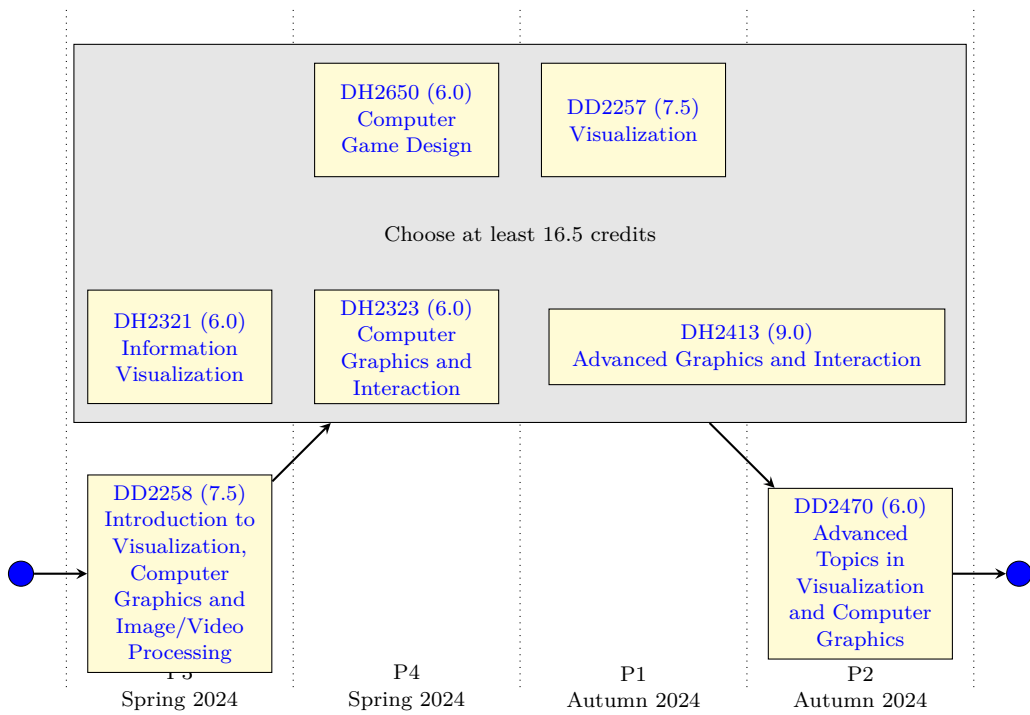 DH2650 (6.0)
Computer
Game Design
DD2257 (7.5)
Visualization
Choose at least 16.5 credits
DH2321 (6.0)
Information
Visualization
DH2323 (6.0)
Computer
Graphics and
Interaction
DH2413 (9.0)
Advanced Graphics and Interaction
DD2258 (7.5)
Introduction to
Visualization,
Computer
Graphics and
Image/Video
Processing
DD2470 (6.0)
Advanced
Topics in
Visualization
and Computer
Graphics
Spring 2024
P4
Spring 2024
P1
Autumn 2024
P2
Autumn 2024